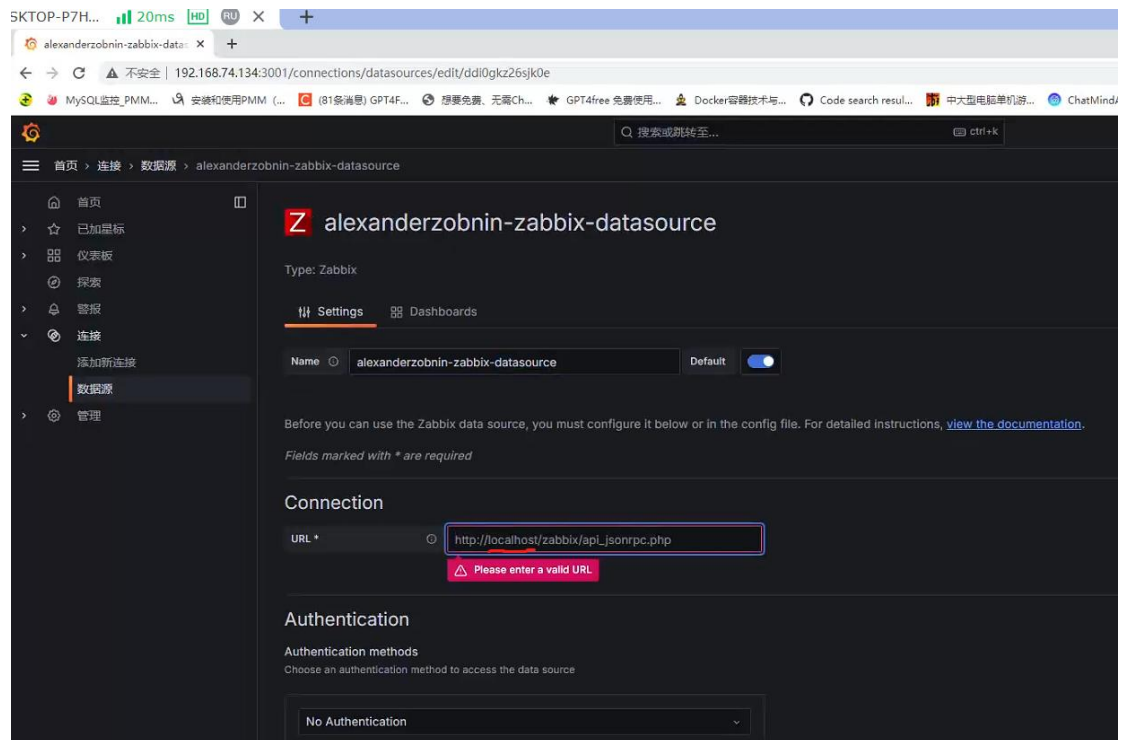 SKTOP-P7H... 20ms HD RU
alexanderzobnin-zabbix-data
不安全 | 192.168.74.134:3001/connections/datasources/edit/ddi0gkz26sjk0e
MySQL监控_PMM... 安装和使用PMM (... (81条消息) GPT4F... 想要免费、无需Ch... GPT4free 免费使用... Docker容器技术与... Code search resul... 中大型电脑单机游... ChatMindA
搜索或跳转至... ctrl+k
首页 › 连接 › 数据源 › alexanderzobnin-zabbix-datasource
首页
已加星标
仪表板
探索
警报
连接
添加新连接
数据源
管理
Z alexanderzobnin-zabbix-datasource
Type: Zabbix
Settings Dashboards
Name alexanderzobnin-zabbix-datasource Default
Before you can use the Zabbix data source, you must configure it below or in the config file. For detailed instructions, view the documentation.
Fields marked with * are required
Connection
URL * http://localhost/zabbix/api_jsonrpc.php
Please enter a valid URL
Authentication
Authentication methods
Choose an authentication method to access the data source
No Authentication